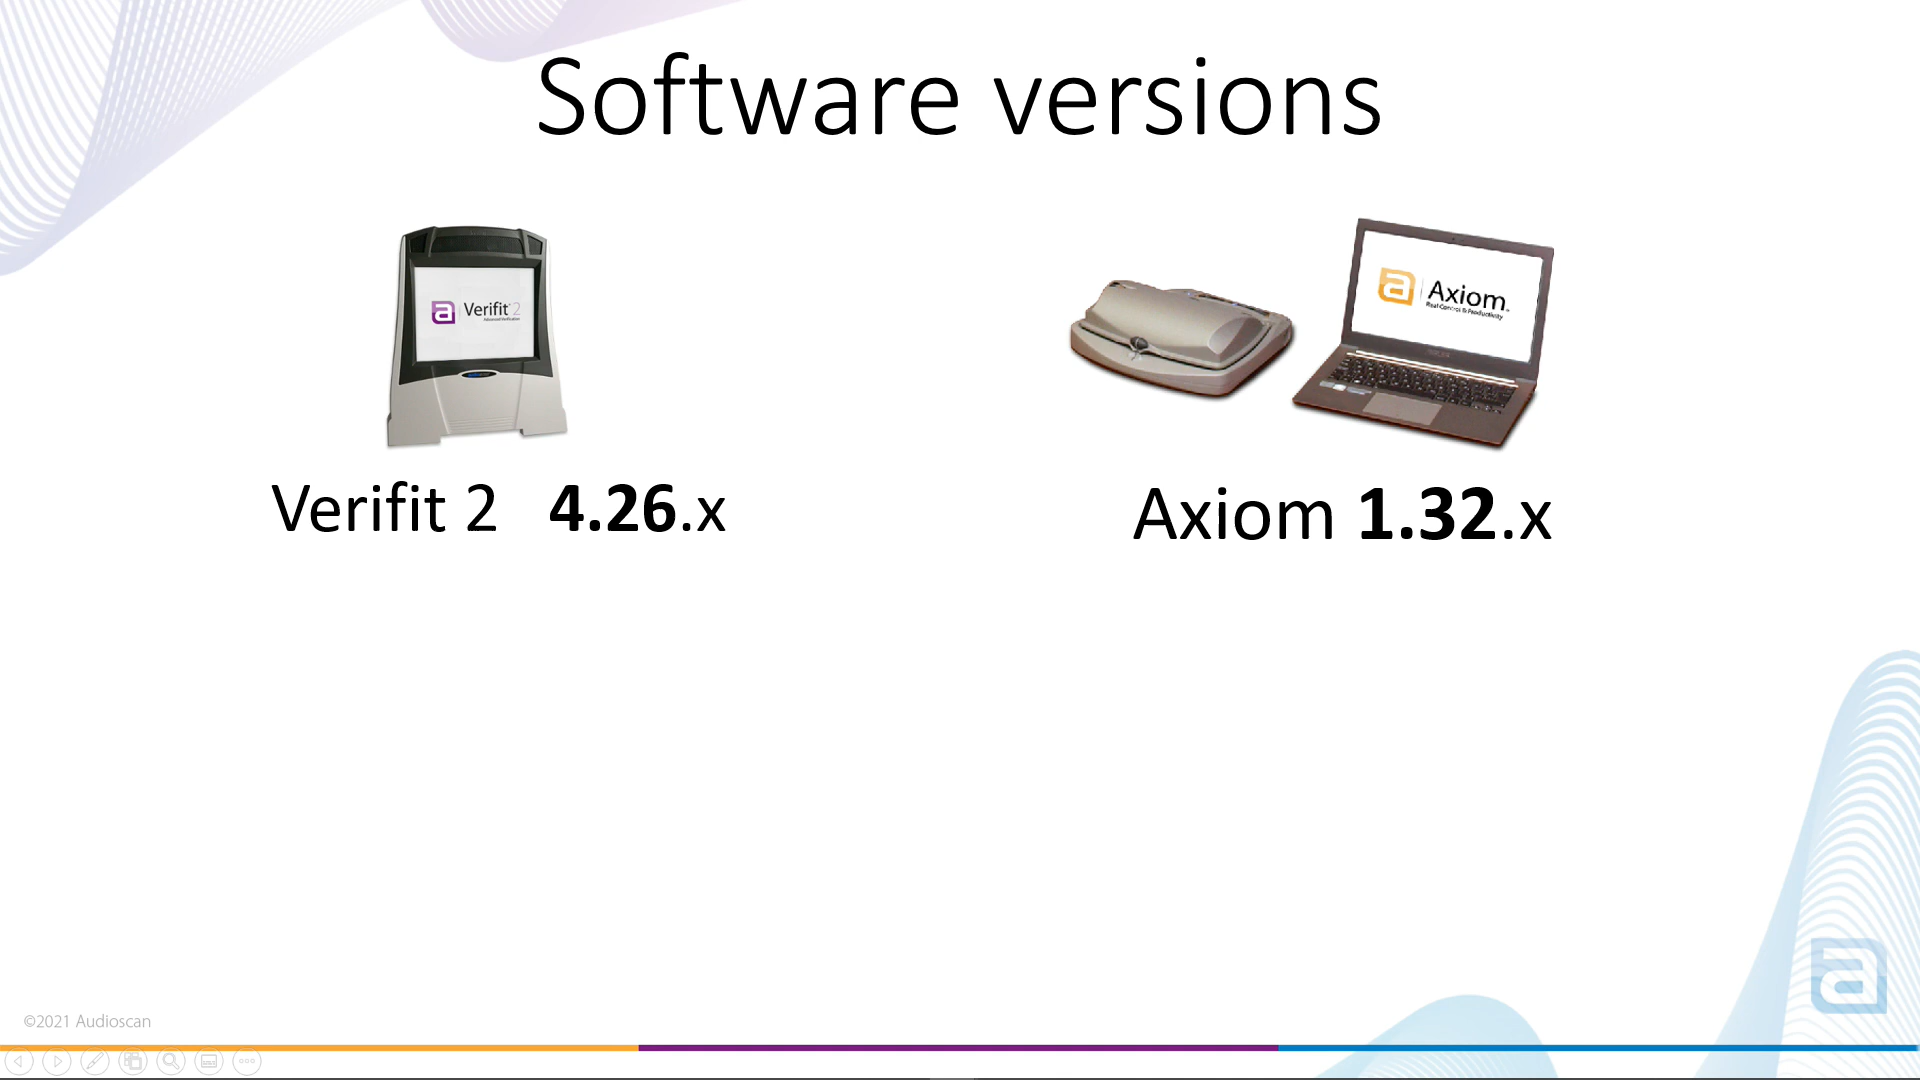 Software versions
Verifit 2
Axiom
Verifit 2 4.26.x
Axiom 1.32.x
©2021 Audioscan